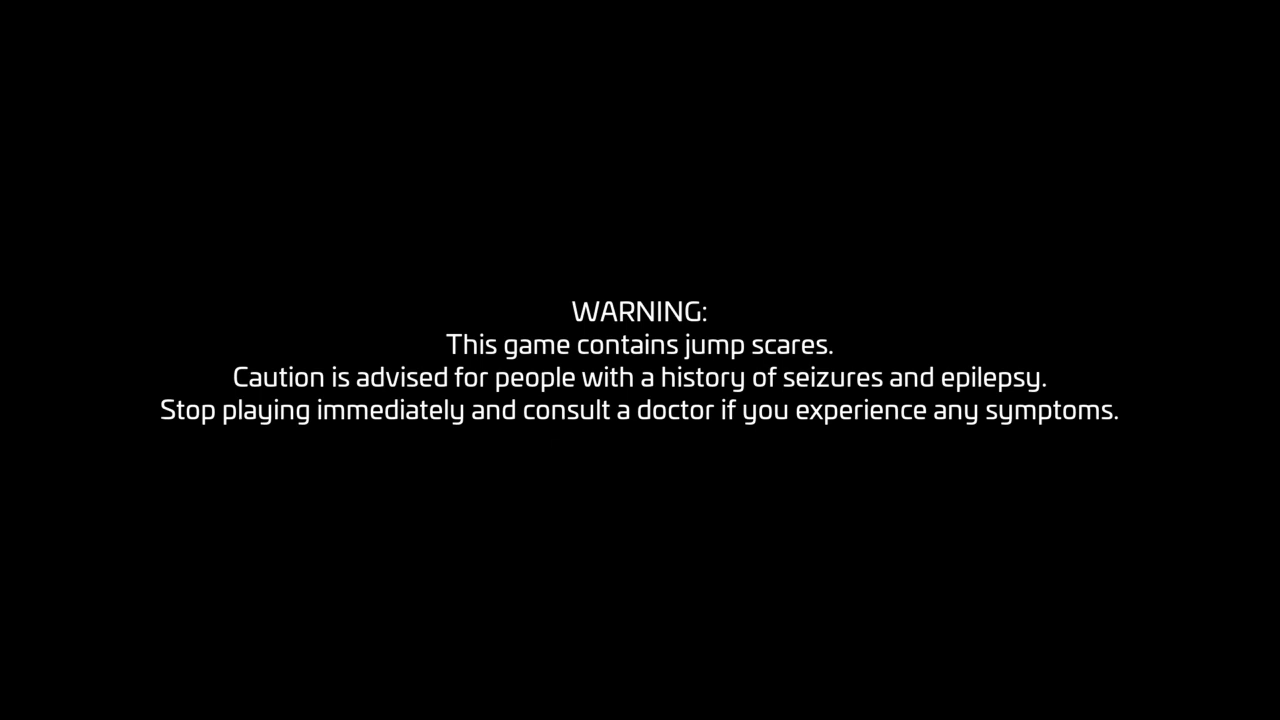 WARNING:
This game contains jump scares.
Caution is advised for people with a history of seizures and epilepsy.
Stop playing immediately and consult a doctor if you experience any symptoms.